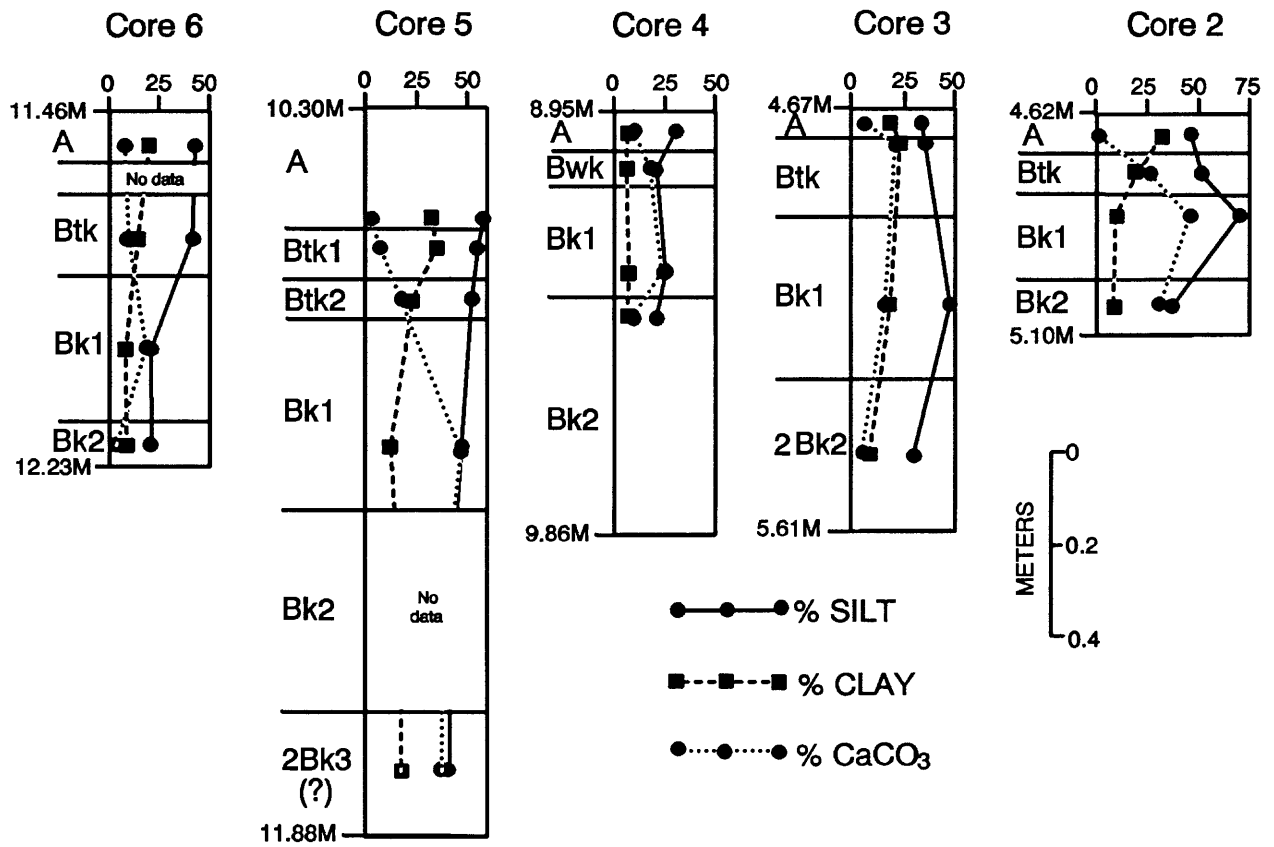 Core 6
0 25 50
11.46M
A
No data
Btk
Bk1
Bk2
12.23M
Core 5
0 25 50
10.30M
A
Btk1
Btk2
Bk1
Bk2
No
data
2Bk3
(?)
11.88M
Core 4
0 25 50
8.95M
A
Bwk
Bk1
Bk2
9.86M
Core 3
0 25 50
4.67M
A
Btk
Bk1
2Bk2
5.61M
Core 2
0 25 50 75
4.62M
A
Btk
Bk1
Bk2
5.10M
METERS
0
0.2
0.4
% SILT
% CLAY
% CaCO₃